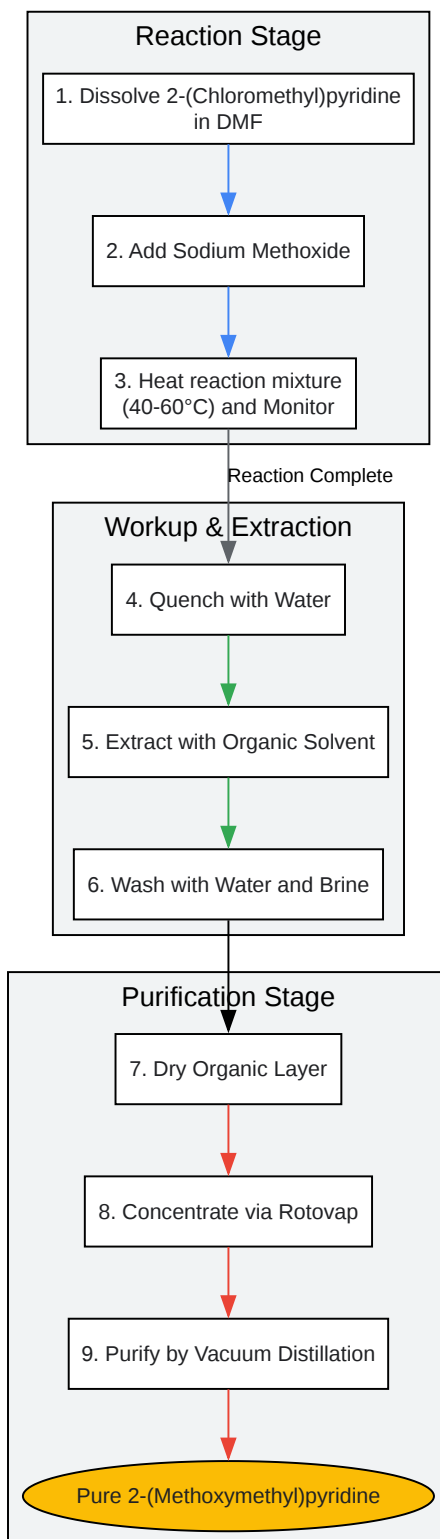 Reaction Stage
1. Dissolve 2-(Chloromethyl)pyridine
in DMF
2. Add Sodium Methoxide
3. Heat reaction mixture
(40-60°C) and Monitor
Reaction Complete
Workup & Extraction
4. Quench with Water
5. Extract with Organic Solvent
6. Wash with Water and Brine
Purification Stage
7. Dry Organic Layer
8. Concentrate via Rotovap
9. Purify by Vacuum Distillation
Pure 2-(Methoxymethyl)pyridine